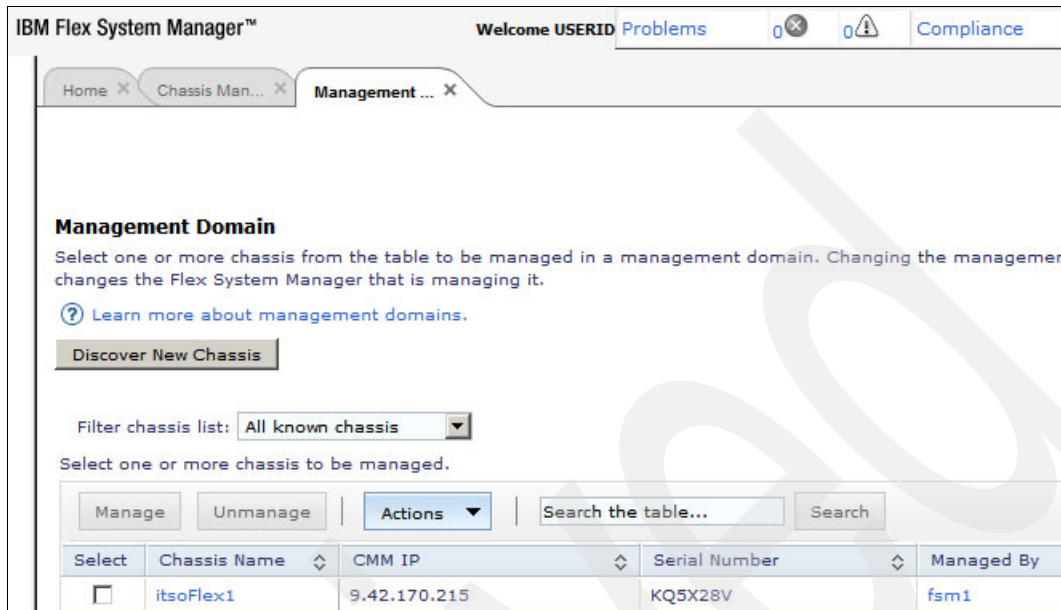 IBM Flex System Manager™ Welcome USERID Problems 0 0 Compliance
Home Chassis Man... Management ...
Management Domain
Select one or more chassis from the table to be managed in a management domain. Changing the
changes the Flex System Manager that is managing it.
? Learn more about management domains.
Discover New Chassis
Filter chassis list: All known chassis
Select one or more chassis to be managed.
Manage Unmanage Actions Search the table... Search
Select Chassis Name CMM IP Serial Number Managed By
itsoFlex1 9.42.170.215 KQ5X28V fsm1